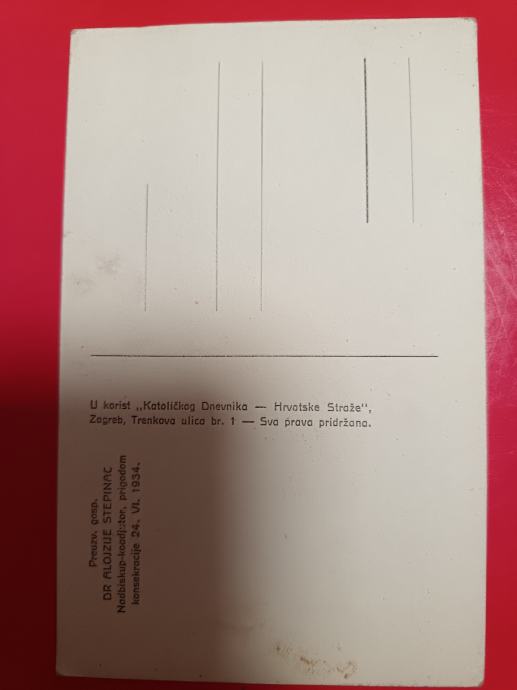 U korist „Katoličkog Dnevnika — Hrvatske Straže",
Zagreb, Trenkova ulica br. 1 — Sva prava pridržana.
Preuzv. gosp.
DR ALOJZIJE STEPINAC
Nadbiskup-koadjutor, prigodom
konsekracije 24. VI. 1934.